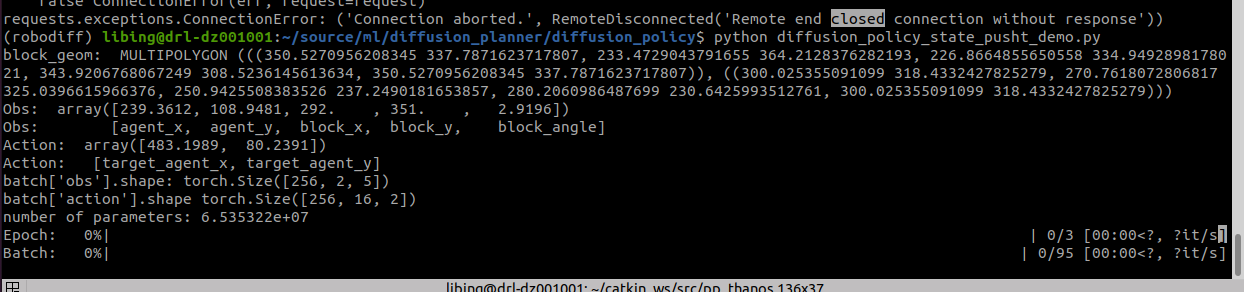 raise ConnectionError(err, request=request)
requests.exceptions.ConnectionError: ('Connection aborted.', RemoteDisconnected('Remote end closed connection without response'))
(robodiff) libing@drl-dz001001:~/source/ml/diffusion_planner/diffusion_policy$ python diffusion_policy_state_pusht_demo.py
block_geom:  MULTIPOLYGON (((350.5270956208345 337.7871162371 7807, 233.4729043791655 364.2128376282193, 226.8664855650558 334.94928981780
21, 343.9206768067249 308.5236145613634, 350.5270956208345 337.7871623717807)), ((300.025355091099 318.4332427825279, 270.7618072806817
325.0396615966376, 250.9425508383526 237.2490181653857, 280.2060986487699 230.6425993512761, 300.025355091099 318.4332427825279)))
Obs:  array([239.3612, 108.9481, 292.    , 351.    ,   2.9196])
Obs:        [agent_x,  agent_y,  block_x,  block_y,    block_angle]
Action:  array([483.1989,  80.2391])
Action:   [target_agent_x, target_agent_y]
batch['obs'].shape: torch.Size([256, 2, 5])
batch['action'].shape torch.Size([256, 16, 2])
number of parameters: 6.535322e+07
Epoch:   0%|          | 0/3 [00:00<?, ?it/s]
Batch:   0%|          | 0/95 [00:00<?, ?it/s]
libing@drl-dz001001: ~/catkin_ws/src/pp_thanos 136x37